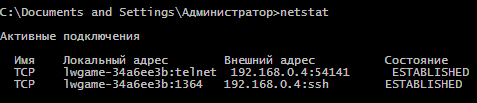 C:\Documents and Settings\Администратор>netstat
Активные подключения
Имя Локальный адрес Внешний адрес Состояние
TCP lwgame-34a6ee3b:telnet 192.168.0.4:54141 ESTABLISHED
TCP lwgame-34a6ee3b:1364 192.168.0.4:ssh ESTABLISHED